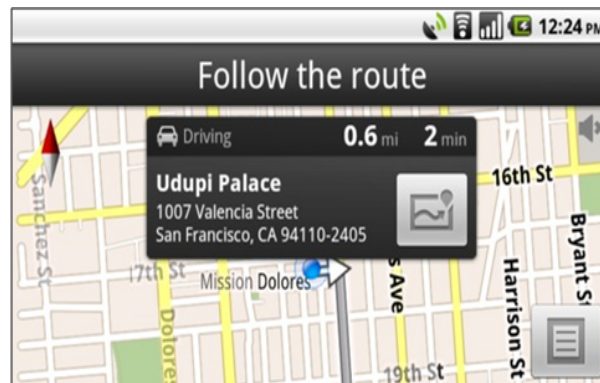 12:24 PM
Follow the route
Driving 0.6 mi 2 min
Udupi Palace
1007 Valencia Street
San Francisco, CA 94110-2405
16th St
Sanchez St
Bryant St
17th St
Mission Dolores
s Ave
Harrison St
Dolores
19th St